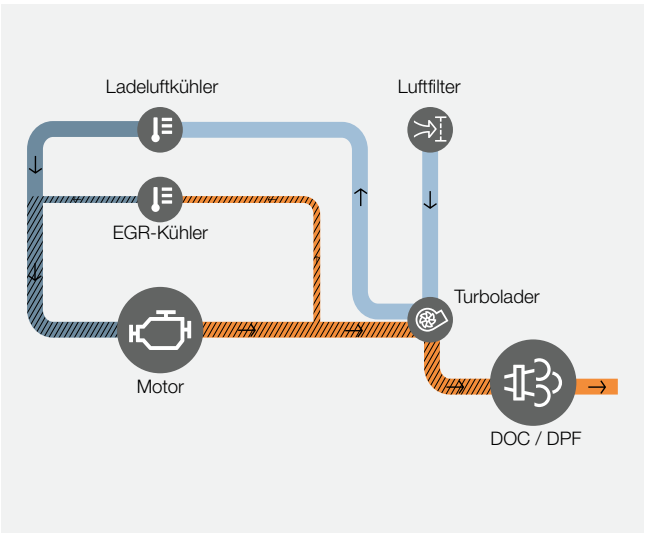 Ladeluftkühler
Luftfilter
EGR-Kühler
Turbolader
Motor
DOC / DPF